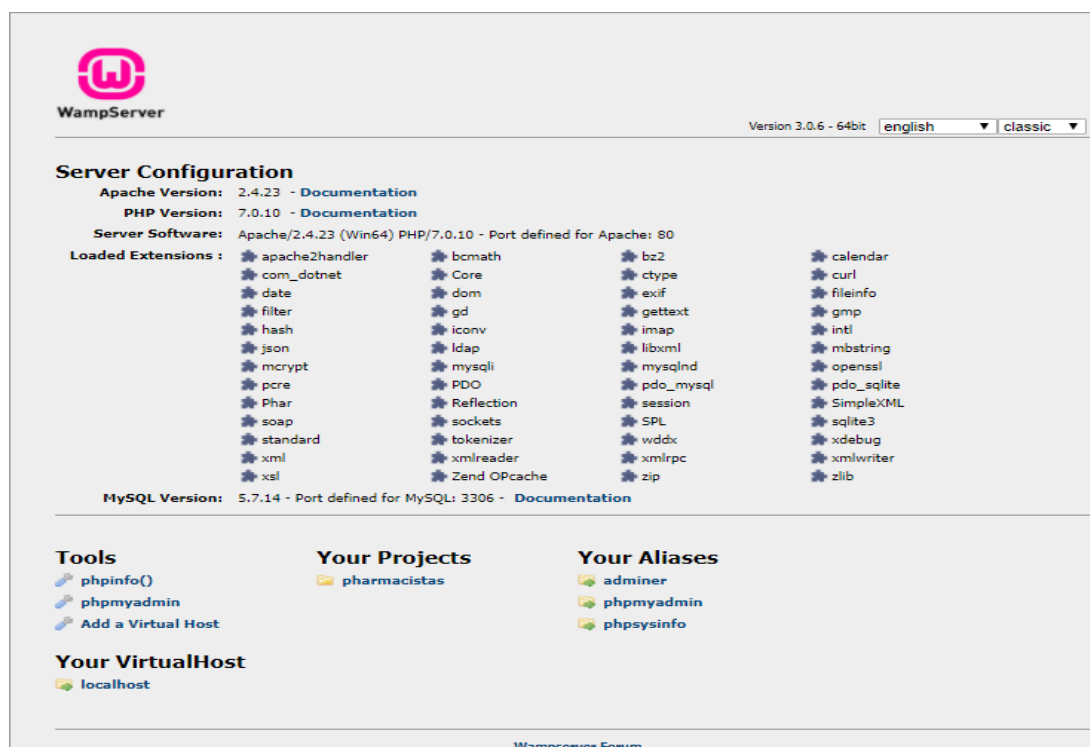 WampServer
Version 3.0.6 - 64bit english classic
Server Configuration
Apache Version: 2.4.23 - Documentation
PHP Version: 7.0.10 - Documentation
Server Software: Apache/2.4.23 (Win64) PHP/7.0.10 - Port defined for Apache: 80
Loaded Extensions : apache2handler bcmath bz2 calendar
com_dotnet Core ctype curl
date dom exif fileinfo
filter gd gettext gmp
hash iconv imap intl
json ldap libxml mbstring
mcrypt mysqli mysqlnd openssl
pcre PDO pdo_mysql pdo_sqlite
Phar Reflection session SimpleXML
soap sockets SPL sqlite3
standard tokenizer wddx xdebug
xml xmlreader xmlrpc xmlwriter
xsl Zend OPcache zip zlib
MySQL Version: 5.7.14 - Port defined for MySQL: 3306 - Documentation
Tools Your Projects Your Aliases
phpinfo() pharmacistas adminer
phpmyadmin phpmyadmin
Add a Virtual Host phpsysinfo
Your VirtualHost
localhost
Wampserver Forum